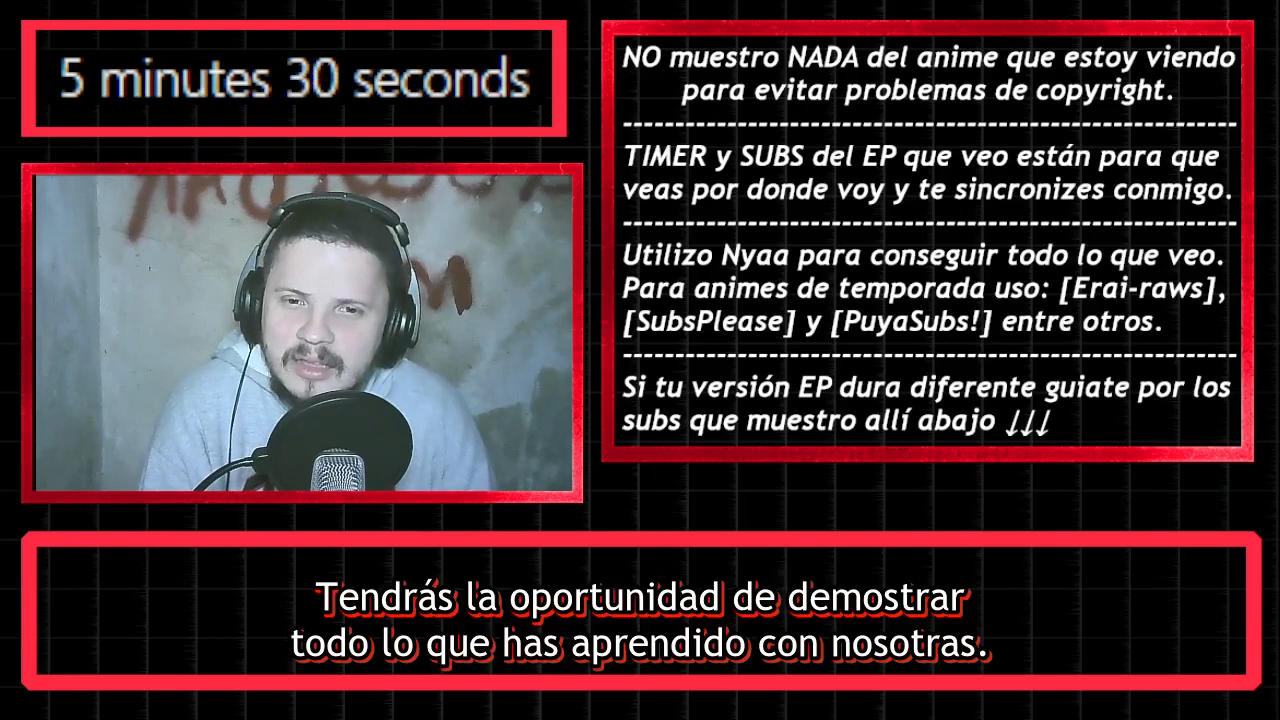 5 minutes 30 seconds
NO muestro NADA del anime que estoy viendo
para evitar problemas de copyright.
------------------------------------------------------
TIMER y SUBS del EP que veo están para que
veas por donde voy y te sincronizes conmigo.
------------------------------------------------------
Utilizo Nyaa para conseguir todo lo que veo.
Para animes de temporada uso: [Erai-raws],
[SubsPlease] y [PuyaSubs!] entre otros.
------------------------------------------------------
Si tu versión EP dura diferente guiate por los
subs que muestro allí abajo ↓↓↓
Tendrás la oportunidad de demostrar
todo lo que has aprendido con nosotras.